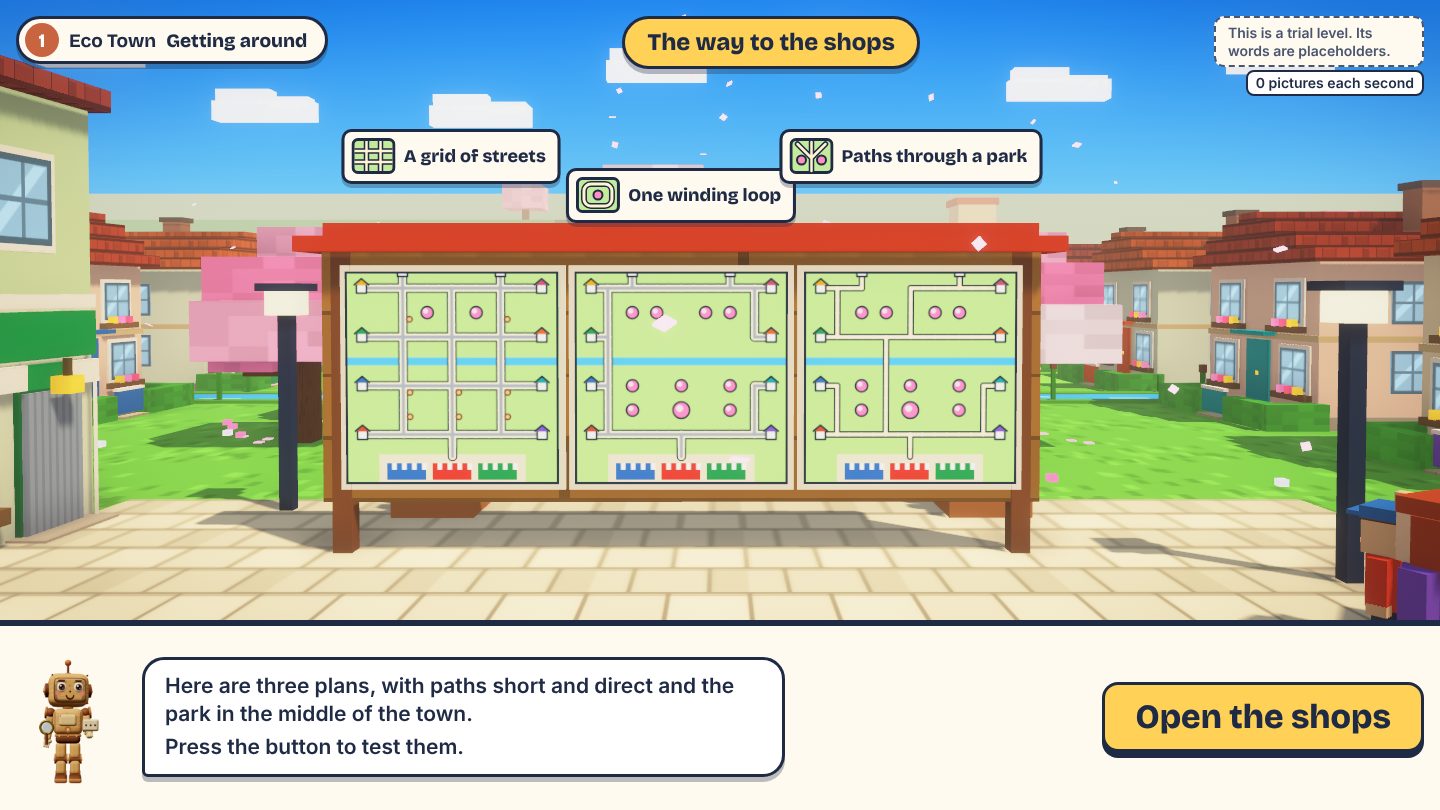 1 Eco Town Getting around
The way to the shops
This is a trial level. Its
words are placeholders.
0 pictures each second
A grid of streets
One winding loop
Paths through a park
Here are three plans, with paths short and direct and the
park in the middle of the town.
Press the button to test them.
Open the shops